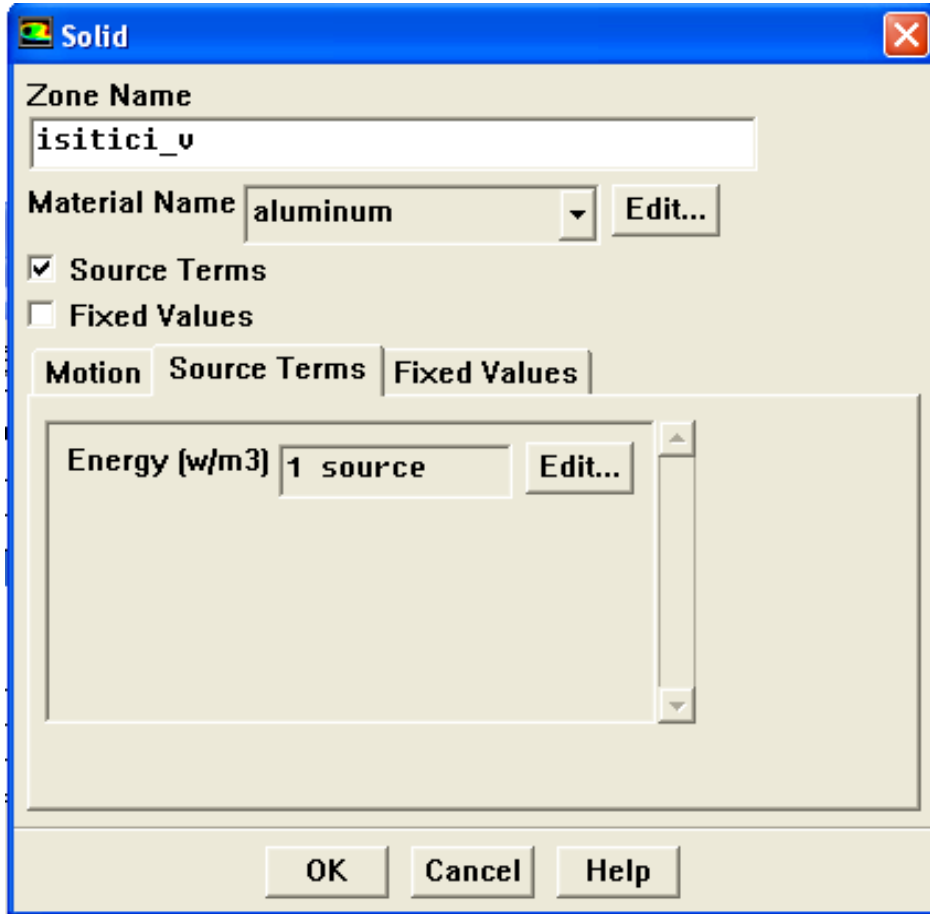 Solid
Zone Name
isitici_v
Material Name aluminum Edit...
Source Terms
Fixed Values
Motion Source Terms Fixed Values
Energy (w/m3) 1 source Edit...
OK Cancel Help